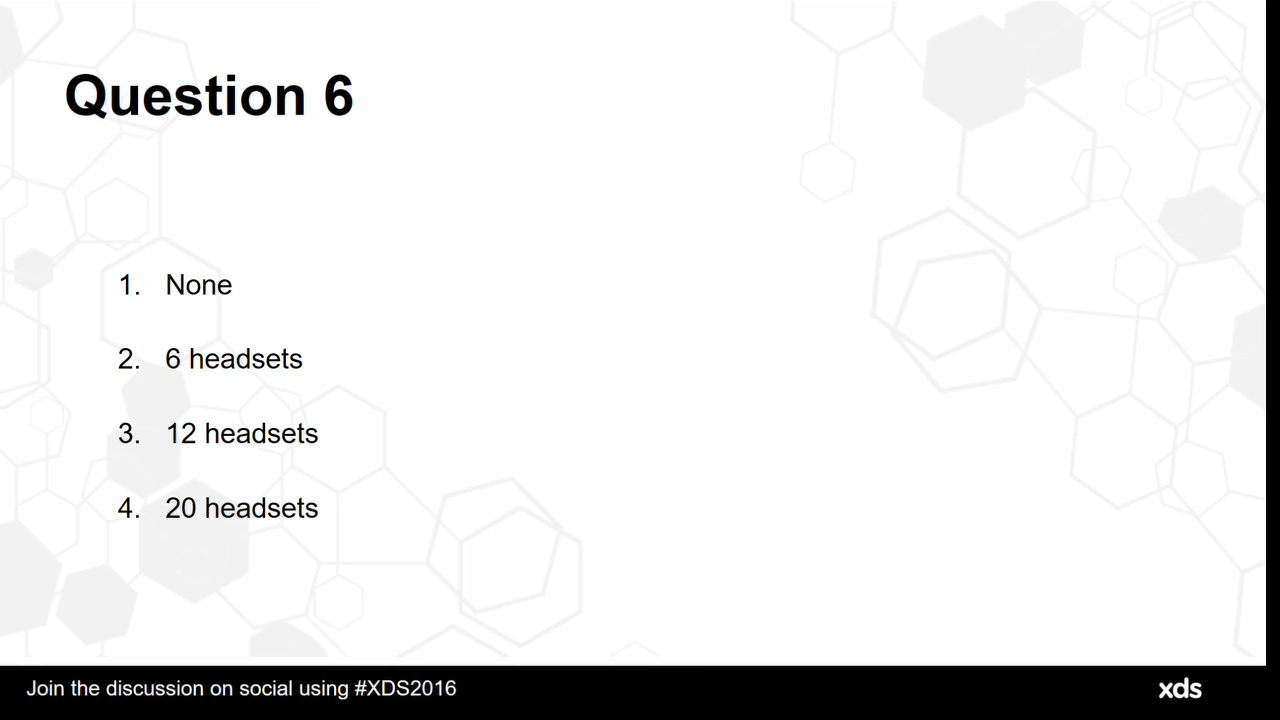 Question 6
1. None
2. 6 headsets
3. 12 headsets
4. 20 headsets
Join the discussion on social using #XDS2016
xds